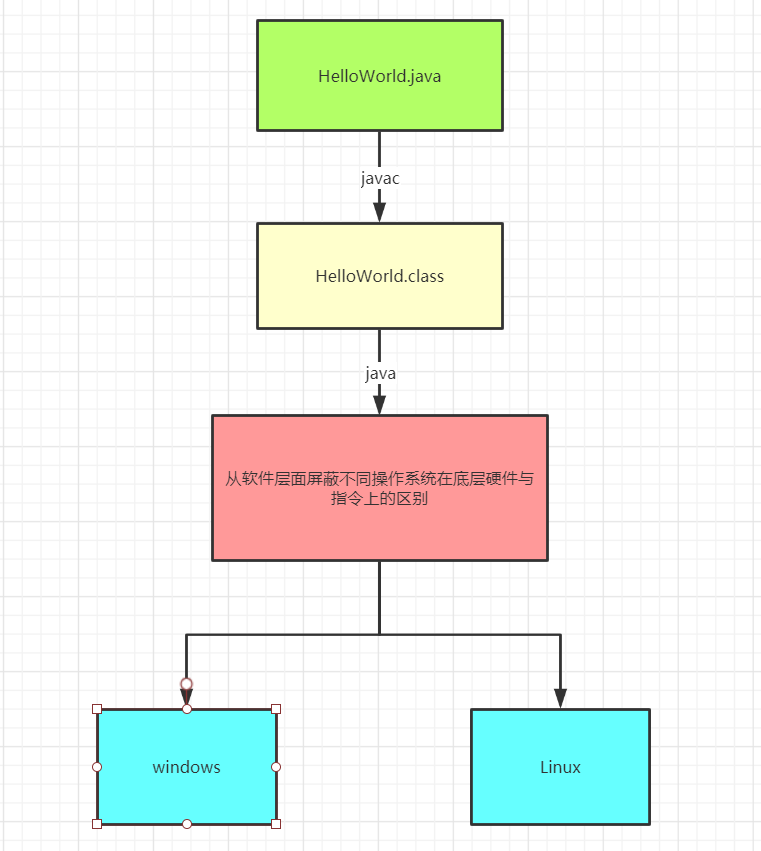 HelloWorld.java
javac
HelloWorld.class
java
从软件层面屏蔽不同操作系统在底层硬件与
指令上的区别
windows
Linux